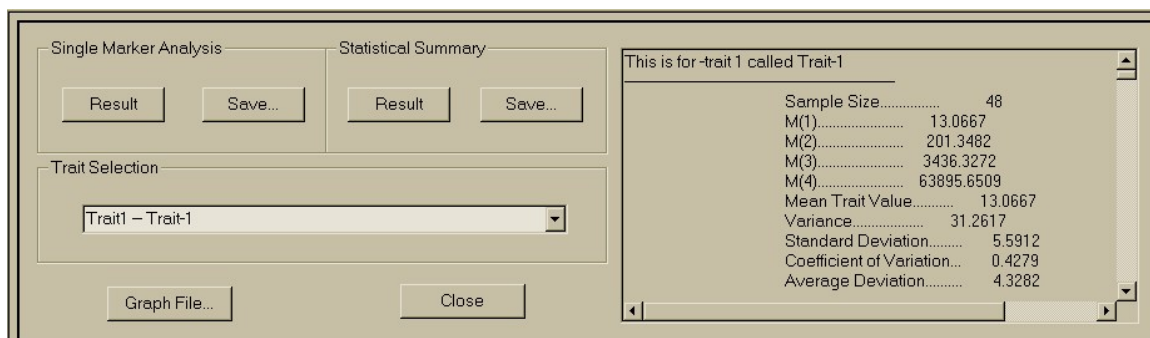 Single Marker Analysis
Result
Save...
Statistical Summary
Result
Save...
Trait Selection
Trait1 – Trait-1
Graph File...
Close
This is for -trait 1 called Trait-1
Sample Size............... 48
M(1)...................... 13.0667
M(2)...................... 201.3482
M(3)...................... 3436.3272
M(4)...................... 63895.6509
Mean Trait Value.......... 13.0667
Variance.................. 31.2617
Standard Deviation........ 5.5912
Coefficient of Variation... 0.4279
Average Deviation......... 4.3282